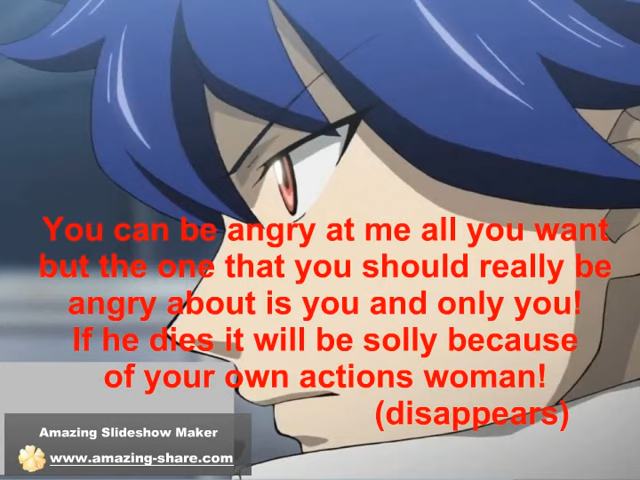 You can be angry at me all you want
but the one that you should really be
angry about is you and only you!
If he dies it will be solly because
of your own actions woman!
(disappears)
Amazing Slideshow Maker
www.amazing-share.com